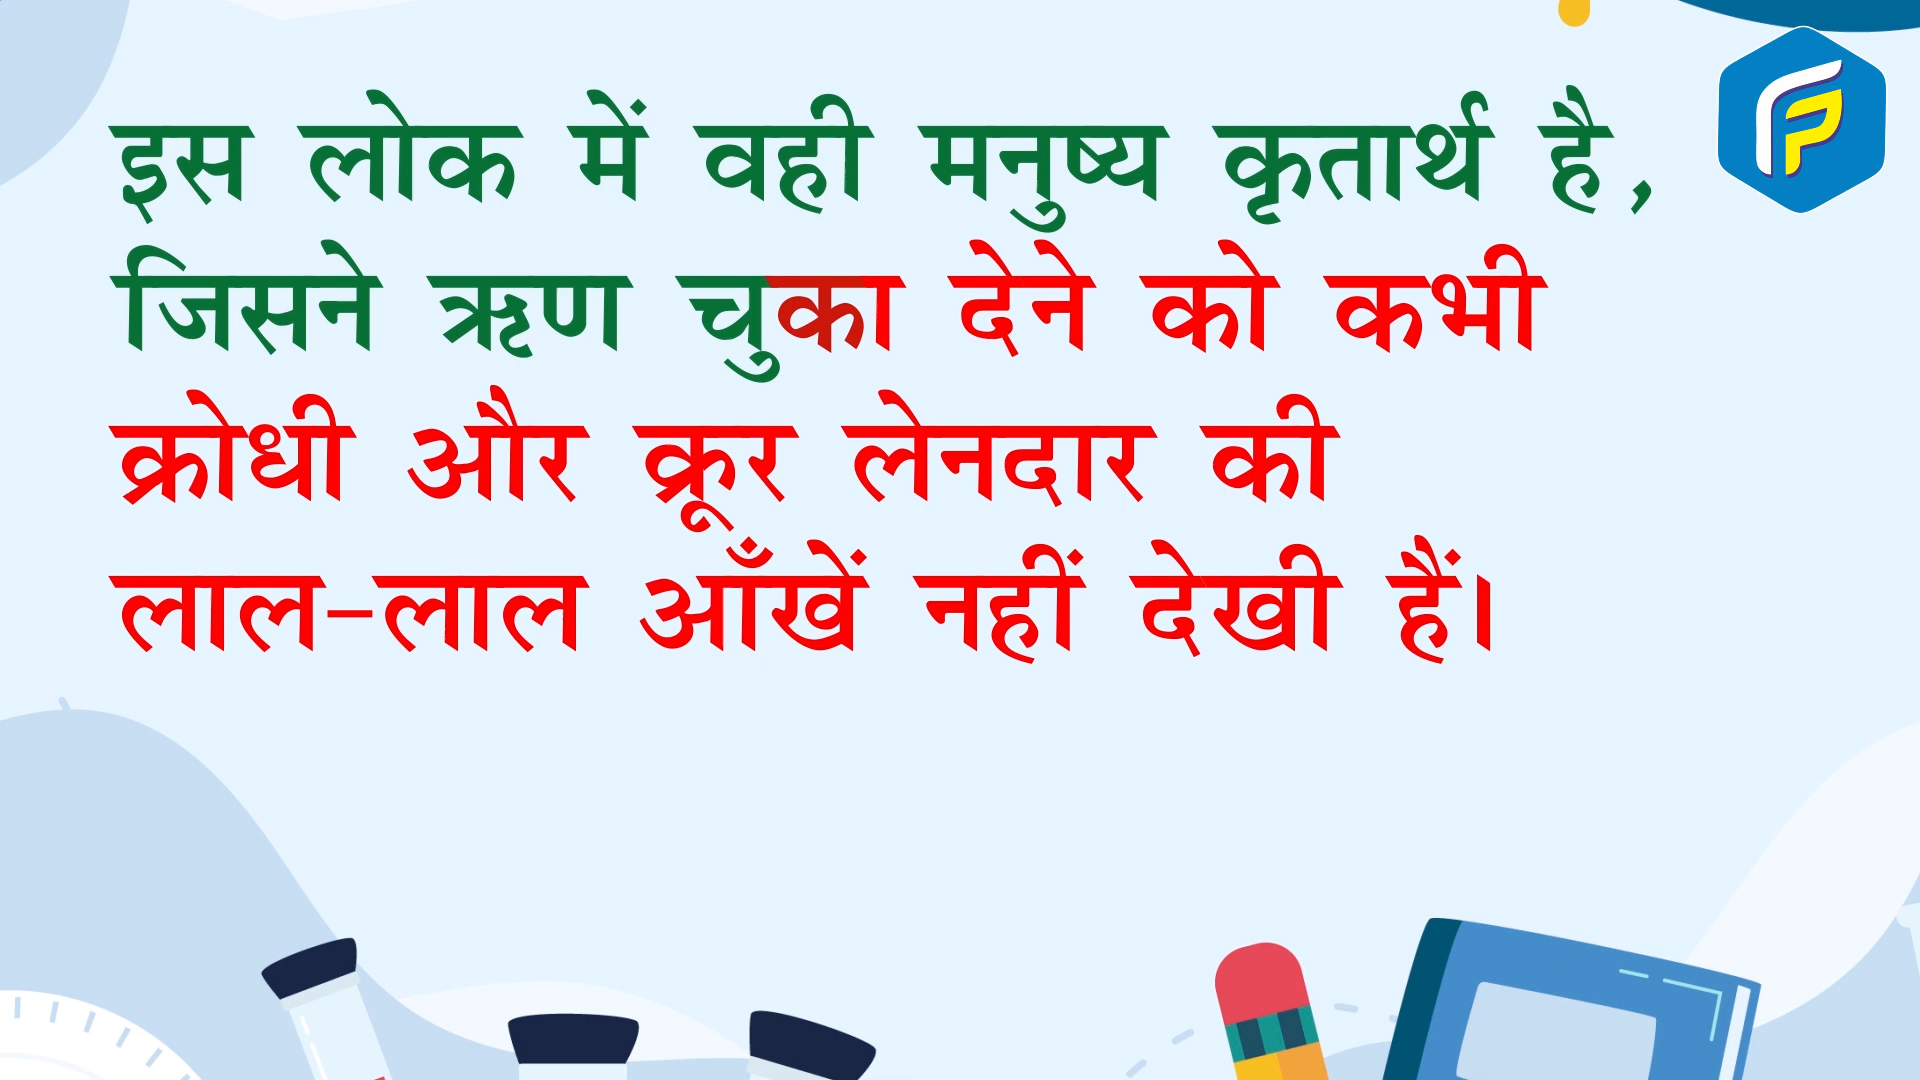 इस लोक में वही मनुष्य कृतार्थ है,
जिसने ऋण चुका देने को कभी
क्रोधी और क्रूर लेनदार की
लाल-लाल आँखें नहीं देखी हैं।